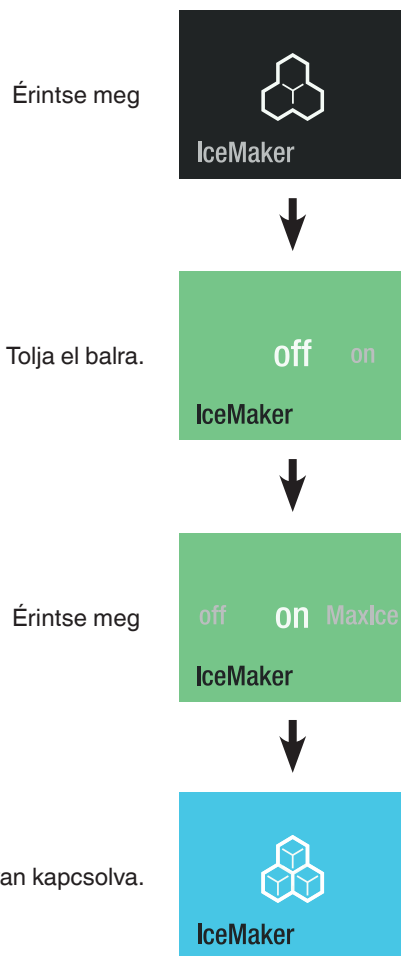 Érintse meg
IceMaker
Tolja el balra.
off on
IceMaker
Érintse meg
off on MaxIce
IceMaker
an kapcsolva.
IceMaker